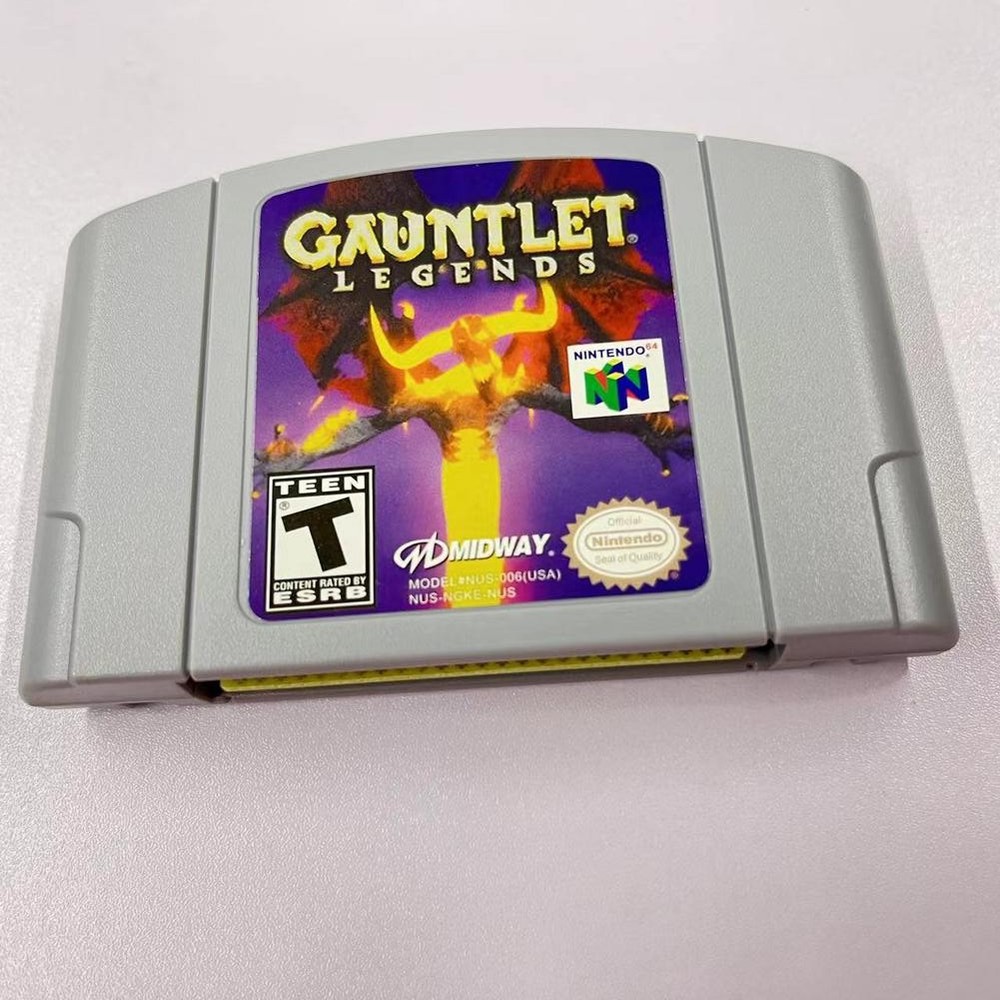 GAUNTLET®
LEGENDS
NINTENDO⁶⁴®
TEEN
®
T
CONTENT RATED BY
ESRB
MIDWAY®
MODEL#NUS-006(USA)
NUS-NGKE-NUS
Official
Nintendo
Seal of Quality
®